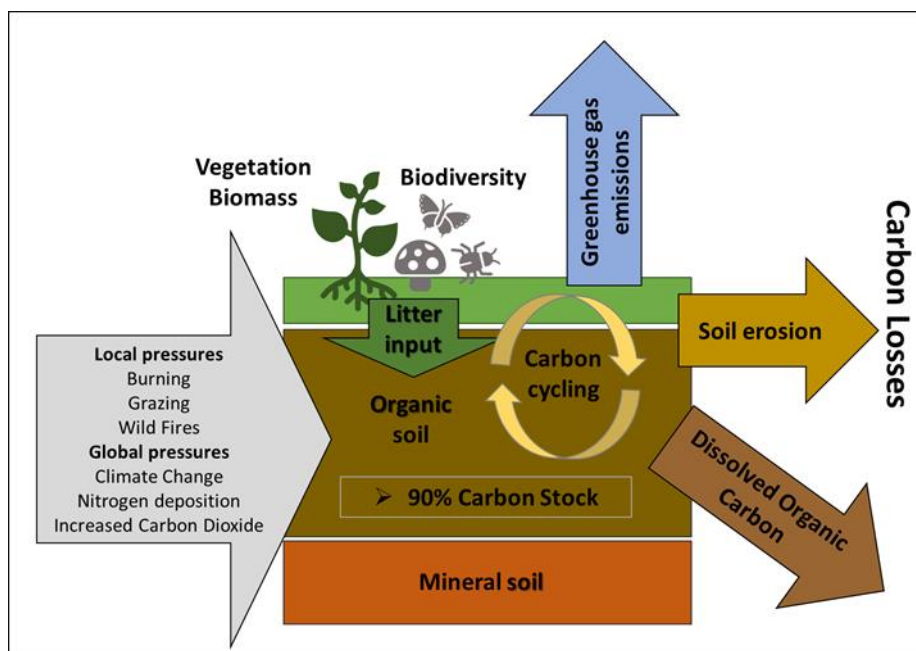 Vegetation
Biomass
Biodiversity
Greenhouse gas
emissions
Carbon Losses
Local pressures
Burning
Grazing
Wild Fires
Global pressures
Climate Change
Nitrogen deposition
Increased Carbon Dioxide
Litter
input
Carbon
cycling
Organic
soil
➢ 90% Carbon Stock
Mineral soil
Soil erosion
Dissolved Organic
Carbon